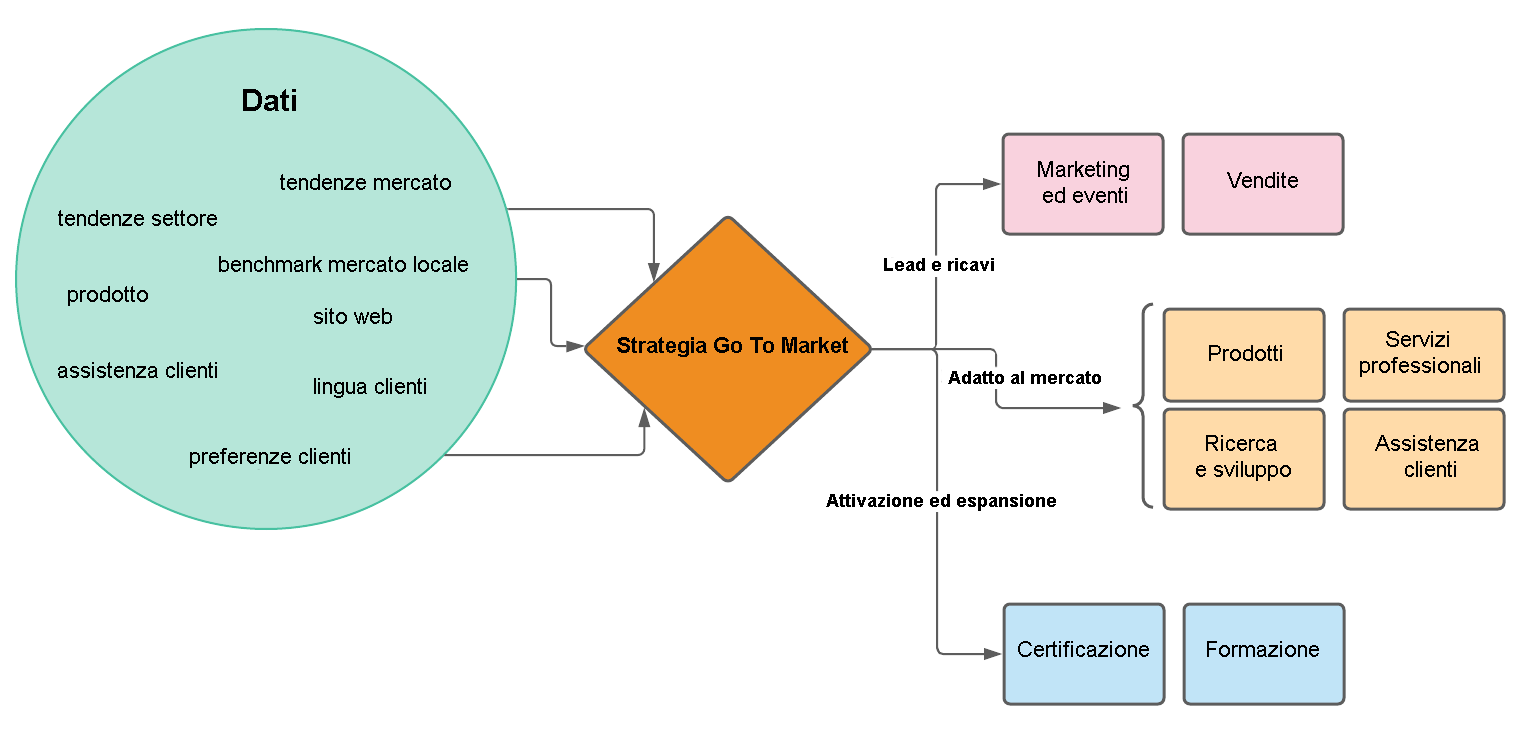 Dati
tendenze mercato
tendenze settore
benchmark mercato locale
prodotto
sito web
assistenza clienti
lingua clienti
preferenze clienti
Strategia Go To Market
Lead e ricavi
Adatto al mercato
Attivazione ed espansione
Marketing
ed eventi
Vendite
Prodotti
Servizi
professionali
Ricerca
e sviluppo
Assistenza
clienti
Certificazione
Formazione